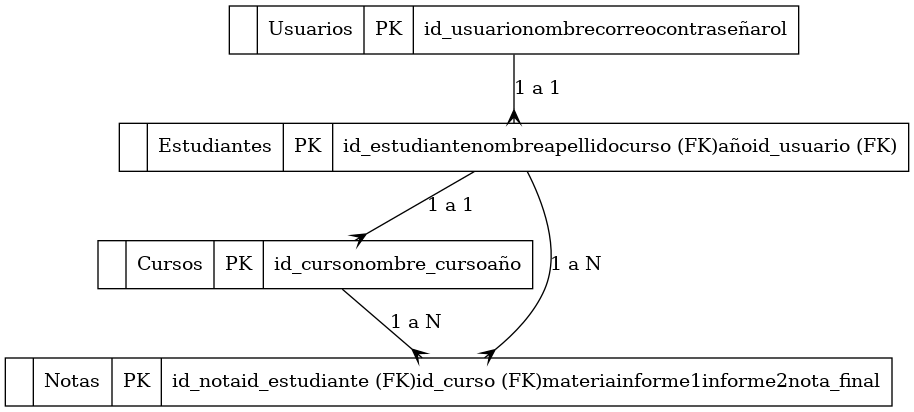 Usuarios PK id_usuarionombrecorreocontraseñarol
1 a 1
Estudiantes PK id_estudiantenombreapellidocurso (FK)añoid_usuario (FK)
1 a 1
Cursos PK id_cursonombre_cursoaño
1 a N
1 a N
Notas PK id_notaid_estudiante (FK)id_curso (FK)materiainforme1informe2nota_final